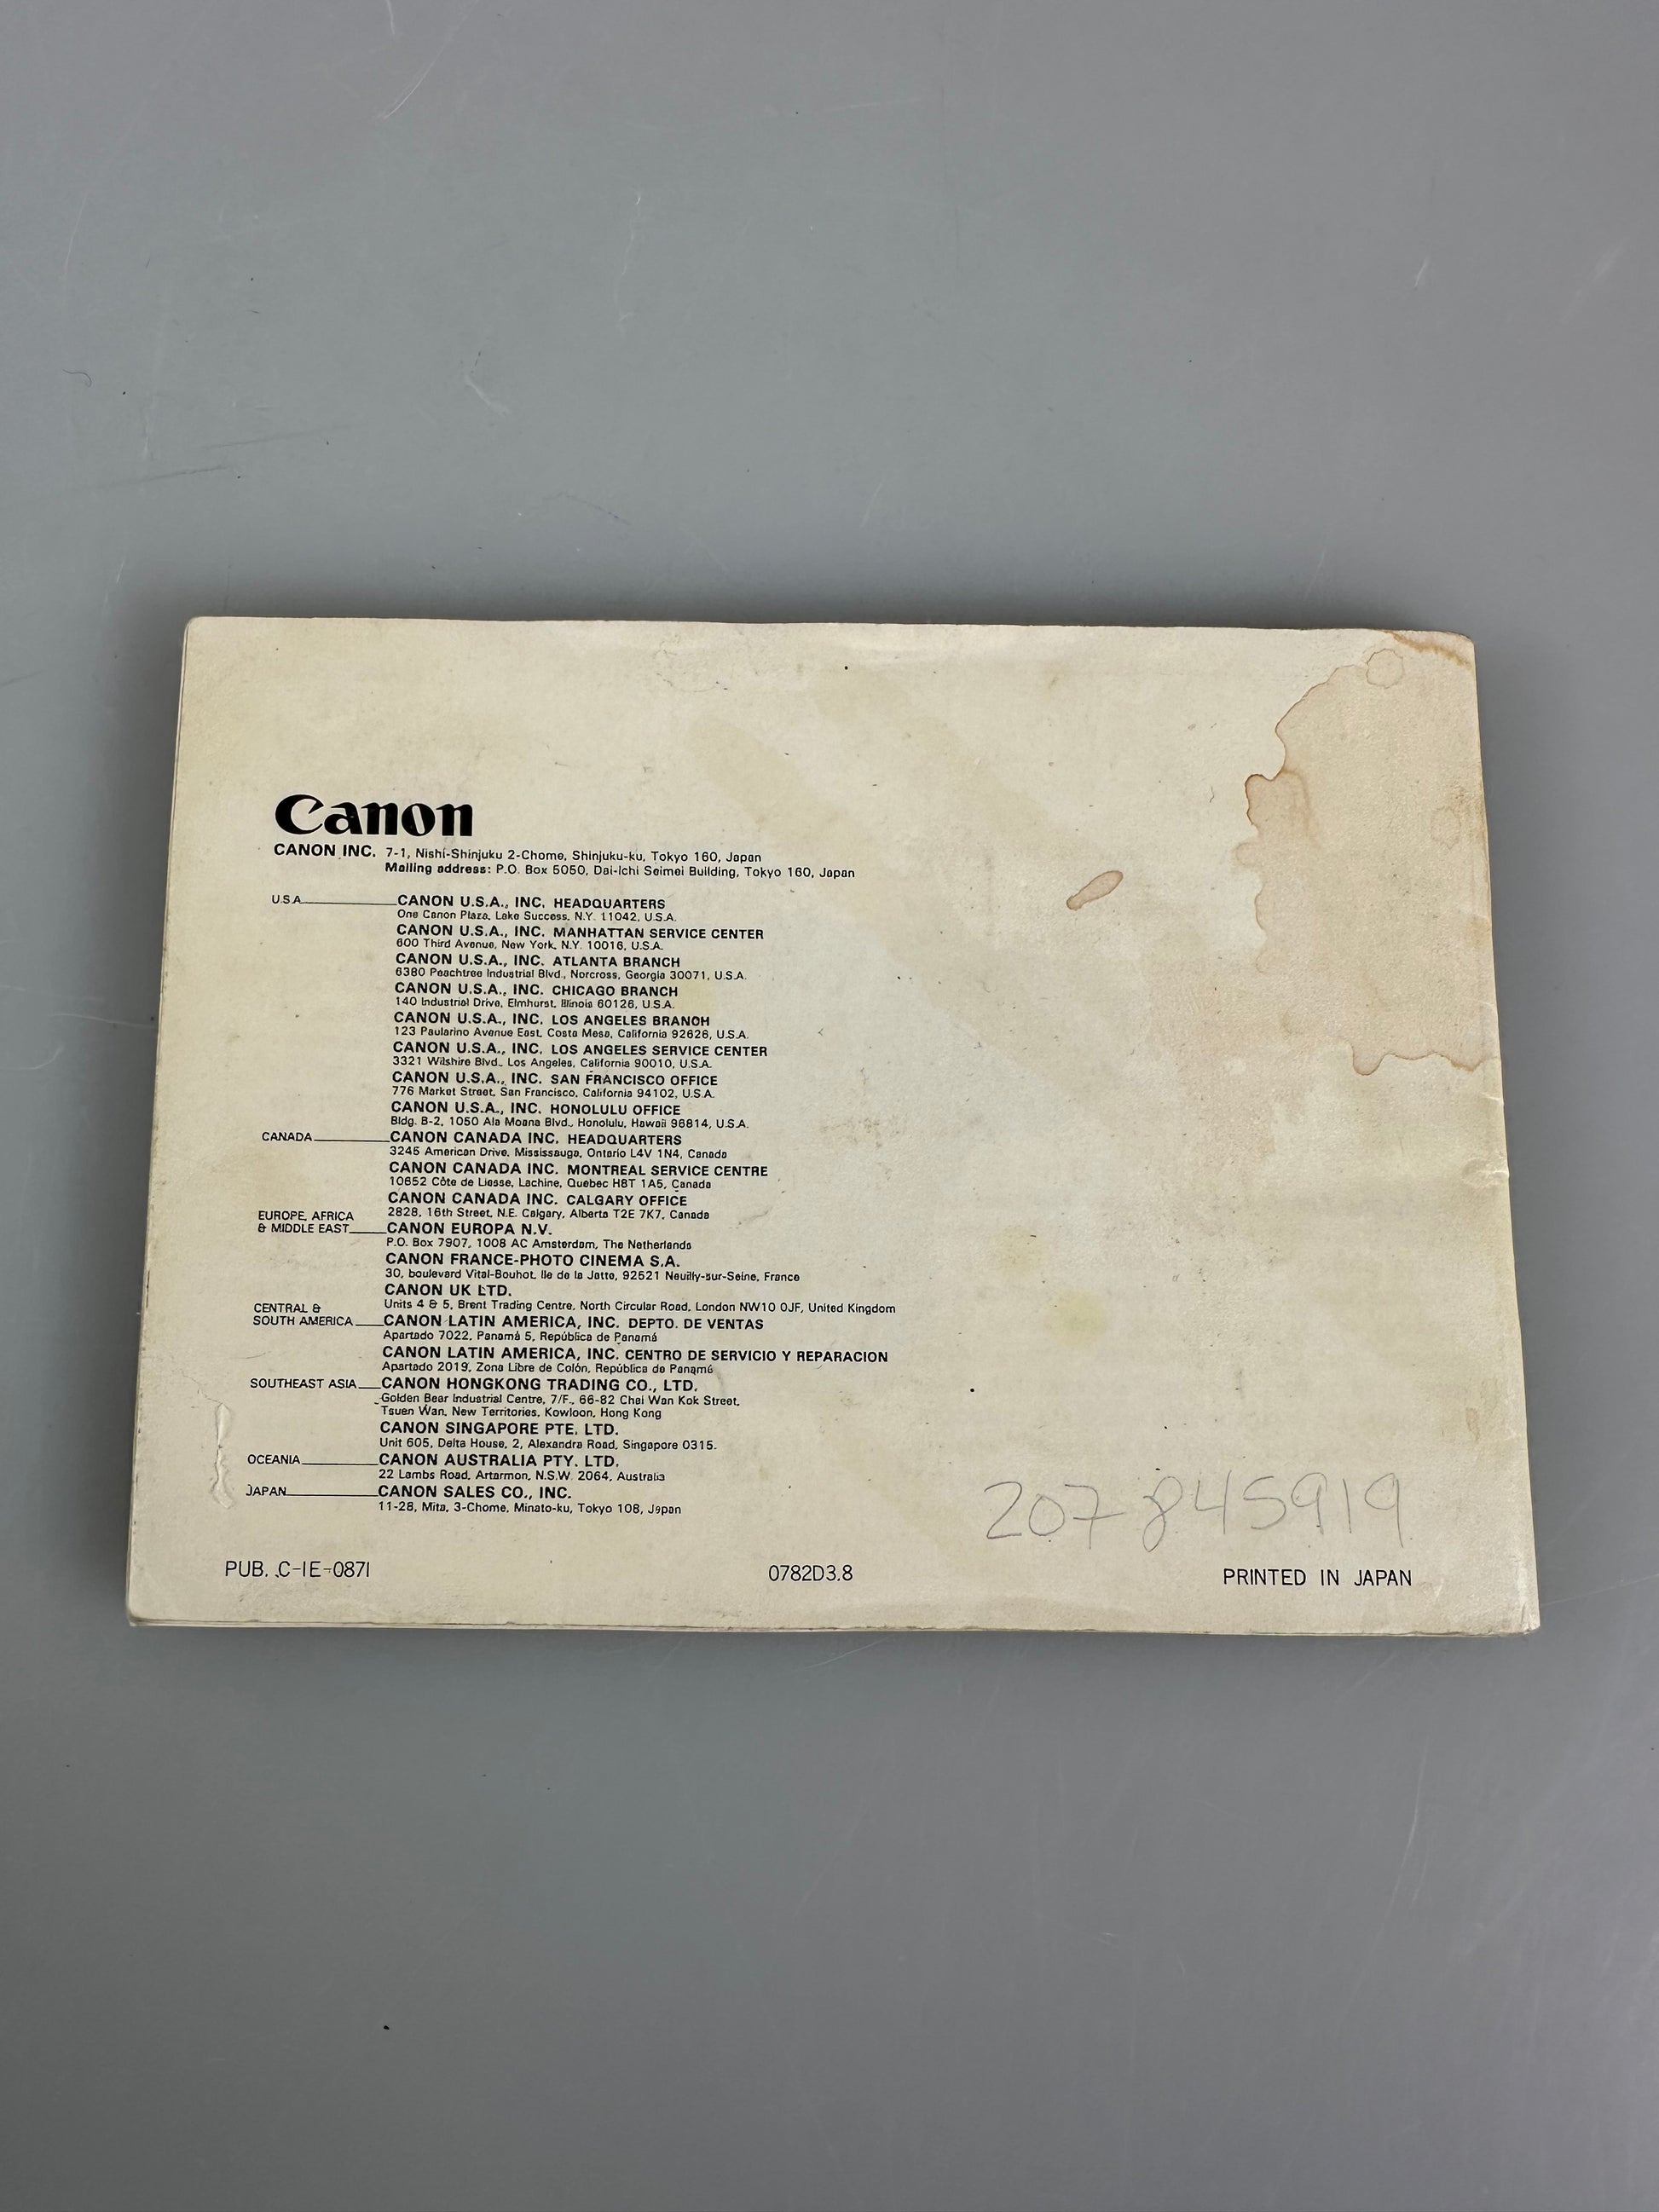 Canon
CANON INC. 7-1, Nishi-Shinjuku 2-Chome, Shinjuku-ku, Tokyo 160, Japan
Mailing address: P.O. Box 5050, Dai-Ichi Seimei Building, Tokyo 160, Japan
U.S.A. CANON U.S.A., INC. HEADQUARTERS
One Canon Plaza, Lake Success, N.Y. 11042, U.S.A.
CANON U.S.A., INC. MANHATTAN SERVICE CENTER
600 Third Avenue, New York, N.Y. 10016, U.S.A.
CANON U.S.A., INC. ATLANTA BRANCH
6380 Peachtree Industrial Blvd., Norcross, Georgia 30071, U.S.A.
CANON U.S.A., INC. CHICAGO BRANCH
140 Industrial Drive, Elmhurst, Illinois 60126, U.S.A.
CANON U.S.A., INC. LOS ANGELES BRANCH
123 Paularino Avenue East, Costa Mesa, California 92626, U.S.A.
CANON U.S.A., INC. LOS ANGELES SERVICE CENTER
3321 Wilshire Blvd., Los Angeles, California 90010, U.S.A.
CANON U.S.A., INC. SAN FRANCISCO OFFICE
776 Market Street, San Francisco, California 94102, U.S.A.
CANON U.S.A., INC. HONOLULU OFFICE
Bldg. B-2, 1050 Ala Moana Blvd., Honolulu, Hawaii 96814, U.S.A.
CANADA CANON CANADA INC. HEADQUARTERS
3245 American Drive, Mississauga, Ontario L4V 1N4, Canada
CANON CANADA INC. MONTREAL SERVICE CENTRE
10652 Côte de Liesse, Lachine, Quebec H8T 1A5, Canada
CANON CANADA INC. CALGARY OFFICE
2828, 16th Street, N.E. Calgary, Alberta T2E 7K7, Canada
EUROPE, AFRICA
& MIDDLE EAST CANON EUROPA N.V.
P.O. Box 7907, 1008 AC Amsterdam, The Netherlands
CANON FRANCE-PHOTO CINEMA S.A.
30, boulevard Vital-Bouhot, Ile de la Jatte, 92521 Neuilly-sur-Seine, France
CANON UK LTD.
Units 4 & 5, Brent Trading Centre, North Circular Road, London NW10 0JF, United Kingdom
CENTRAL &
SOUTH AMERICA CANON LATIN AMERICA, INC. DEPTO. DE VENTAS
Apartado 7022, Panamá 5, República de Panamá
CANON LATIN AMERICA, INC. CENTRO DE SERVICIO Y REPARACION
Apartado 2019, Zona Libre de Colón, República de Panamá
SOUTHEAST ASIA CANON HONGKONG TRADING CO., LTD.
Golden Bear Industrial Centre, 7/F., 66-82 Chai Wan Kok Street,
Tsuen Wan, New Territories, Kowloon, Hong Kong
CANON SINGAPORE PTE. LTD.
Unit 605, Delta House, 2, Alexandra Road, Singapore 0315.
OCEANIA CANON AUSTRALIA PTY. LTD.
22 Lambs Road, Artarmon, N.S.W. 2064, Australia
JAPAN CANON SALES CO., INC.
11-28, Mita, 3-Chome, Minato-ku, Tokyo 108, Japan
207 845919
PUB. C-IE-087I 0782D3.8 PRINTED IN JAPAN